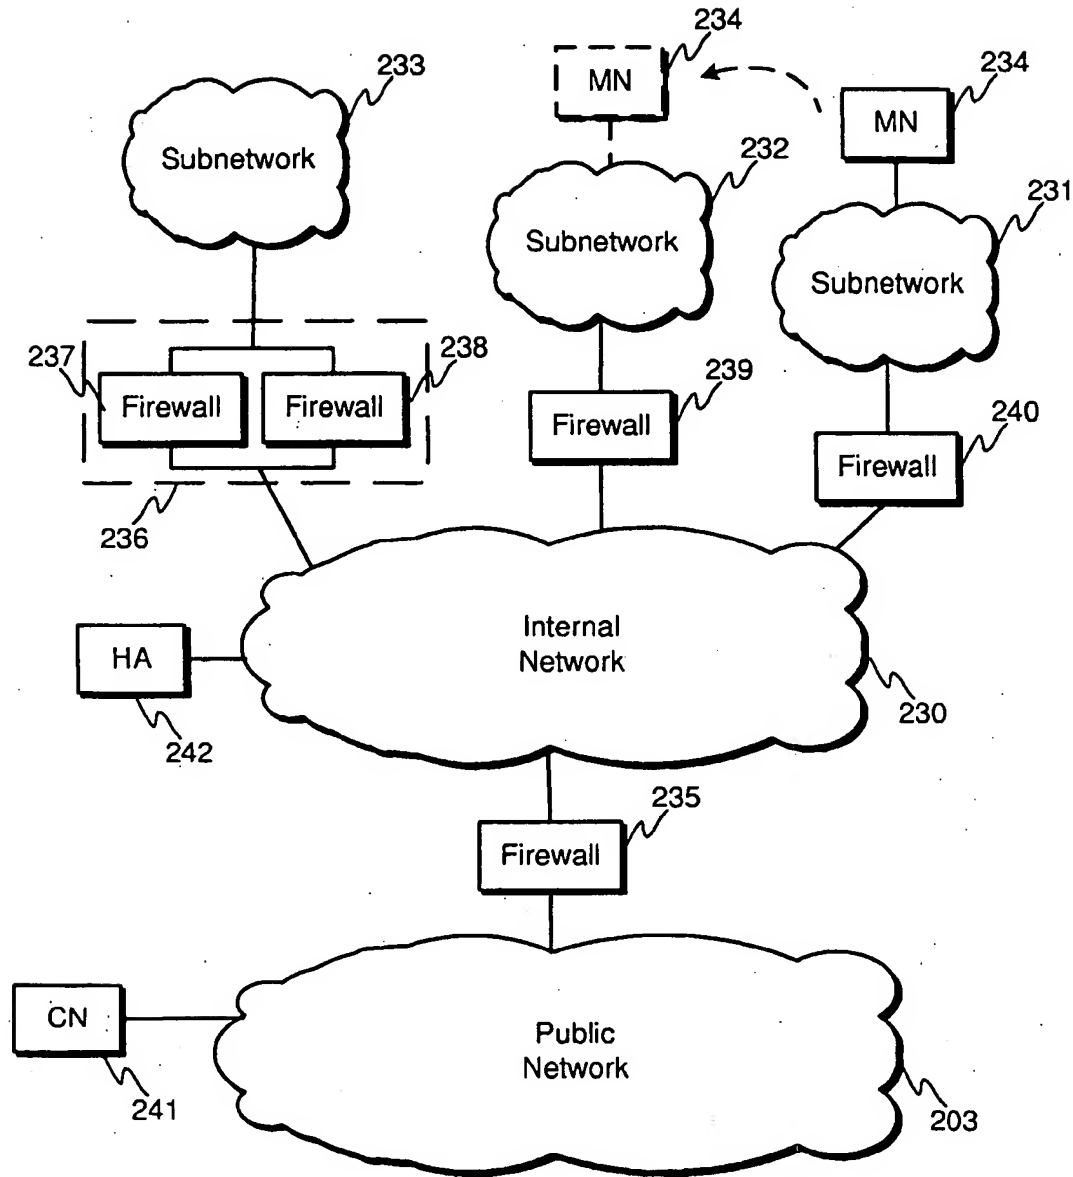 234
233
MN
234
MN
Subnetwork
232
231
Subnetwork
Subnetwork
237
238
239
Firewall
Firewall
Firewall
240
Firewall
236
Internal
Network
HA
230
242
235
Firewall
CN
Public
Network
241
203